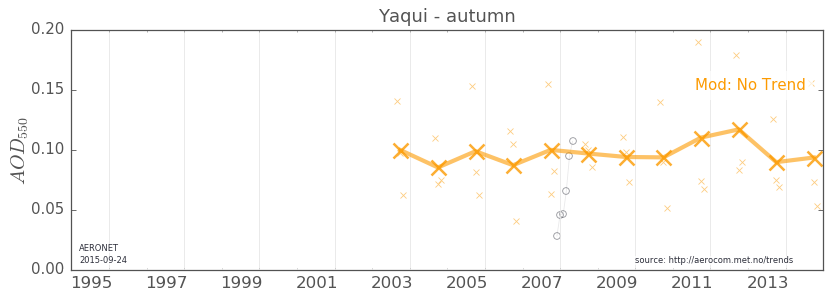 Yaqui - autumn
0.20
0.15
0.10
0.05
0.00
AOD550
Mod: No Trend
AERONET
2015-09-24
source: http://aerocom.met.no/trends
1995 1997 1999 2001 2003 2005 2007 2009 2011 2013